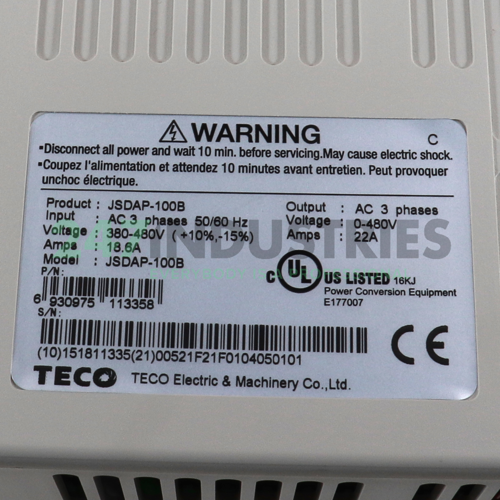 WARNING
C
•Disconnect all power and wait 10 min. before servicing.May cause electric shock.
•Coupez l'alimentation et attendez 10 minutes avant entretien. Peut provoquer
unchoc électrique.
Product : JSDAP-100B Output : AC 3 phases
Input : AC 3 phases 50/60 Hz Voltage : 0-480V
Voltage : 380-480V (+10%,-15%) Amps : 22A
Amps : 18.6A
Model : JSDAP-100B
P/N:
C UL US LISTED 16KJ
Power Conversion Equipment
E177007
6 930975 113358
S/N:
(10)151811335(21)00521F21F0104050101
CE
TECO TECO Electric & Machinery Co.,Ltd.
INDUSTRIES